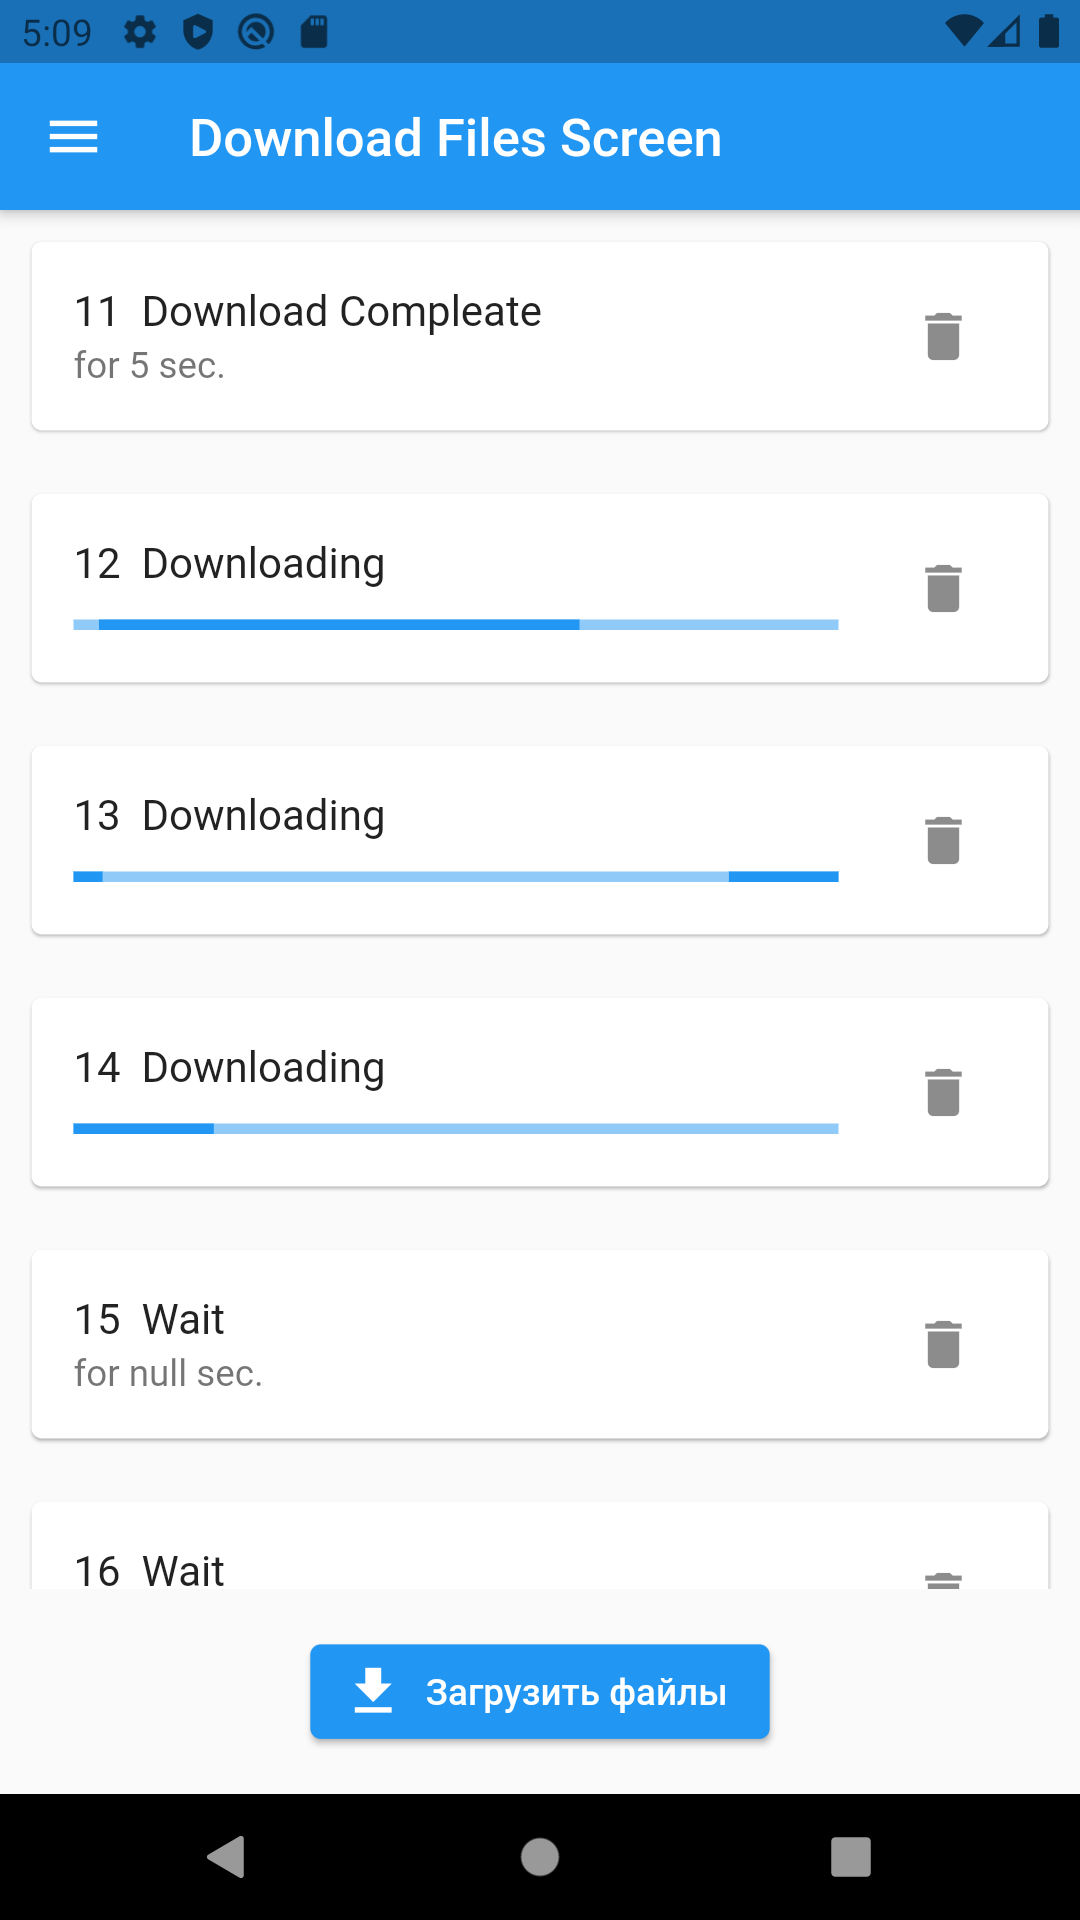 5:09
Download Files Screen
11 Download Compleate
for 5 sec.
12 Downloading
13 Downloading
14 Downloading
15 Wait
for null sec.
16 Wait
Загрузить файлы